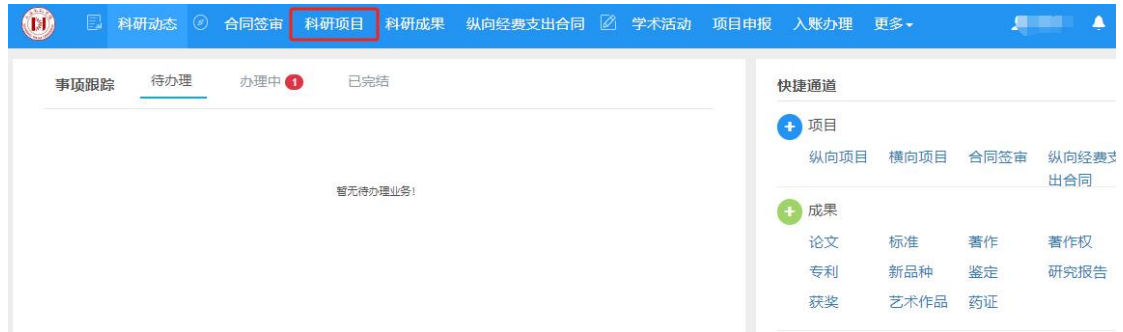 科研动态 合同签审 科研项目 科研成果 纵向经费支出合同 学术活动 项目申报 入账办理 更多
事项跟踪 待办理 办理中 1 已完结
暂无待办理业务!
快捷通道
项目
纵向项目 横向项目 合同签审 纵向经费支
出合同
成果
论文 标准 著作 著作权
专利 新品种 鉴定 研究报告
获奖 艺术作品 药证